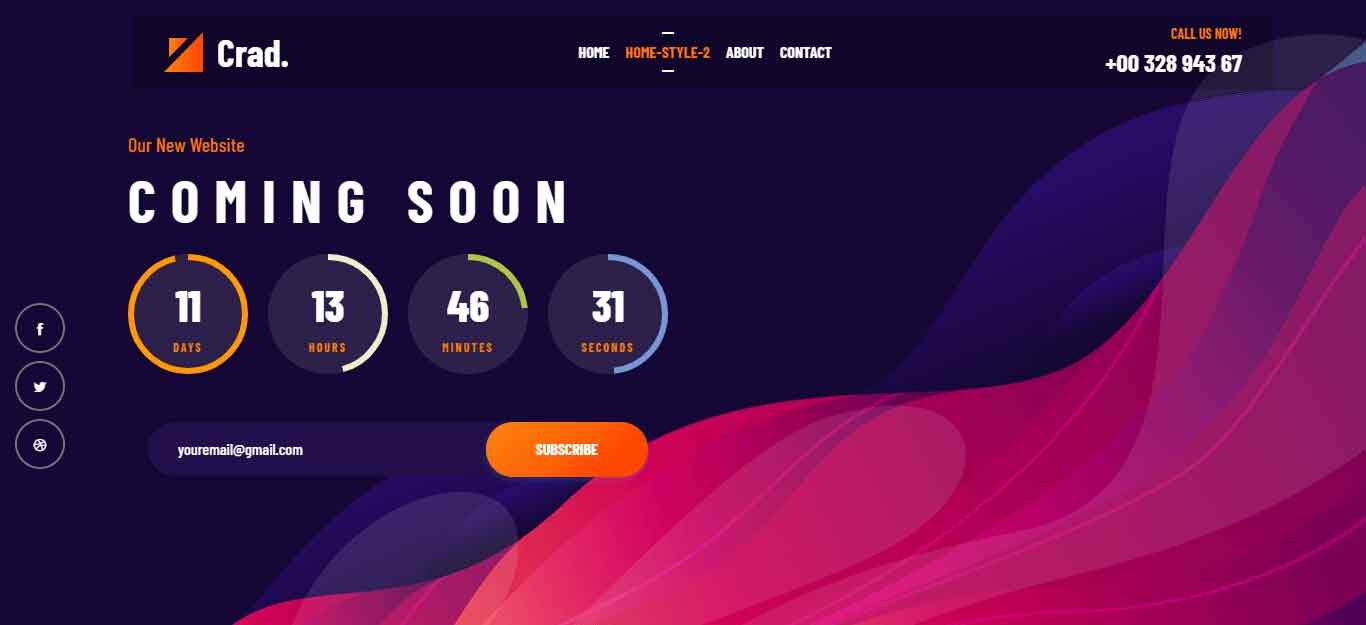 Crad.
HOME HOME-STYLE-2 ABOUT CONTACT
CALL US NOW!
+00 328 943 67
Our New Website
COMING SOON
11 13 46 31
DAYS HOURS MINUTES SECONDS
youremail@gmail.com SUBSCRIBE